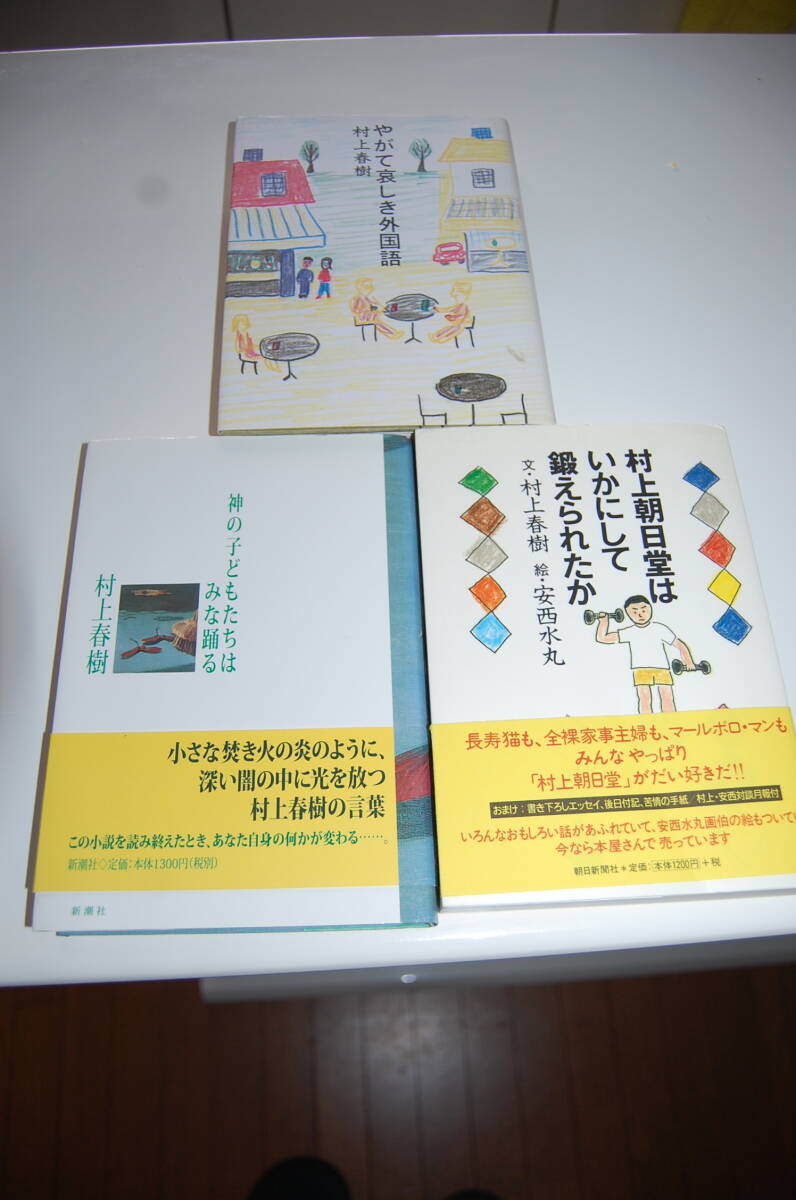 やがて哀しき外国語
村上春樹
神の子どもたちは
みな踊る
村上春樹
小さな焚き火の炎のように、
深い闇の中に光を放つ
村上春樹の言葉
この小説を読み終えたとき、あなた自身の何かが変わる……。
新潮社◇定価：本体1300円(税別)
新潮社
村上朝日堂は
いかにして
鍛えられたか
文・村上春樹 絵・安西水丸
長寿猫も、全裸家事主婦も、マールボロ・マンも
みんなやっぱり
「村上朝日堂」がだい好きだ!!
おまけ：書き下ろしエッセイ、後日付記、苦情の手紙／村上・安西対談月報付
いろんなおもしろい話があふれていて、安西水丸画伯の絵もついて
今なら本屋さんで売っています
朝日新聞社＊定価：本体1200円＋税